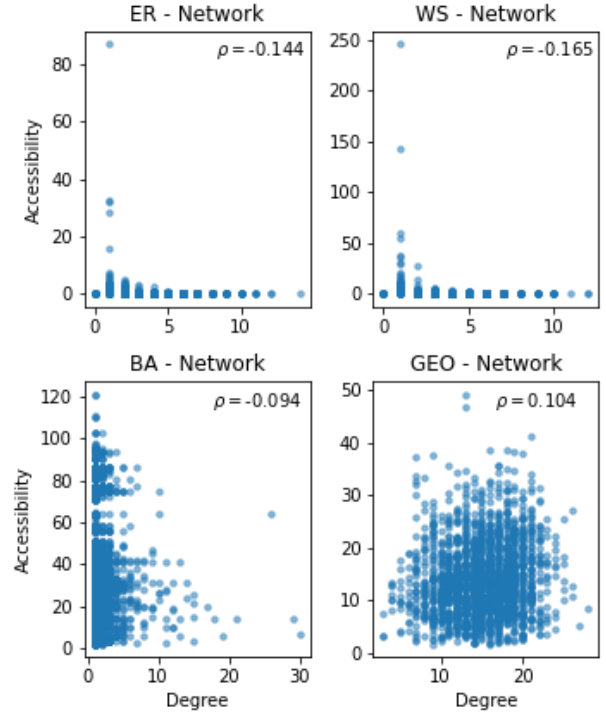 ER - Network
WS - Network
ρ = -0.144
ρ = -0.165
Accessibility
80
60
40
20
0
250
200
150
100
50
0
0 5 10
0 5 10
BA - Network
GEO - Network
ρ = -0.094
ρ = 0.104
Accessibility
120
100
80
60
40
20
0
50
40
30
20
10
0
0 10 20 30
10 20
Degree
Degree